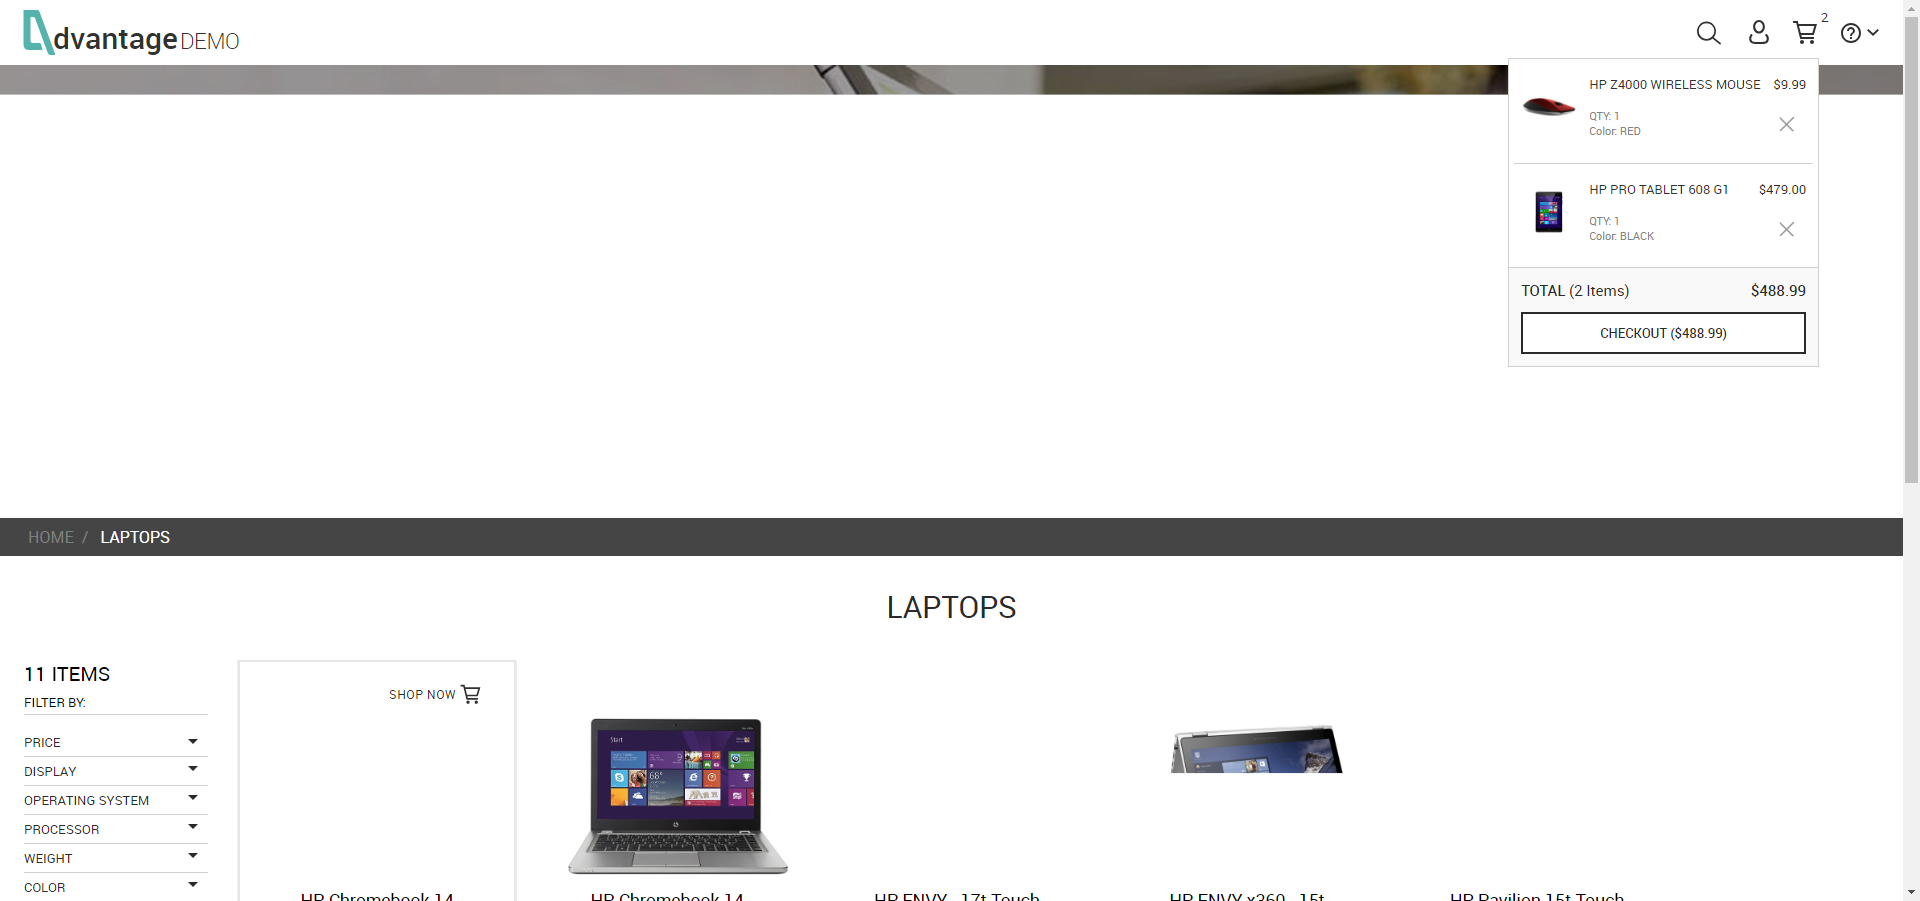 dvantage DEMO
2
HP Z4000 WIRELESS MOUSE $9.99
QTY: 1
Color: RED
HP PRO TABLET 608 G1 $479.00
QTY: 1
Color: BLACK
TOTAL (2 Items) $488.99
CHECKOUT ($488.99)
HOME / LAPTOPS
LAPTOPS
11 ITEMS
FILTER BY:
PRICE
DISPLAY
OPERATING SYSTEM
PROCESSOR
WEIGHT
COLOR
SHOP NOW
Start
68°
HP Chromebook 14
HP Chromebook 14
HP ENVY - 17t Touch
HP ENVY x360 - 15t
HP Pavilion 15t Touch